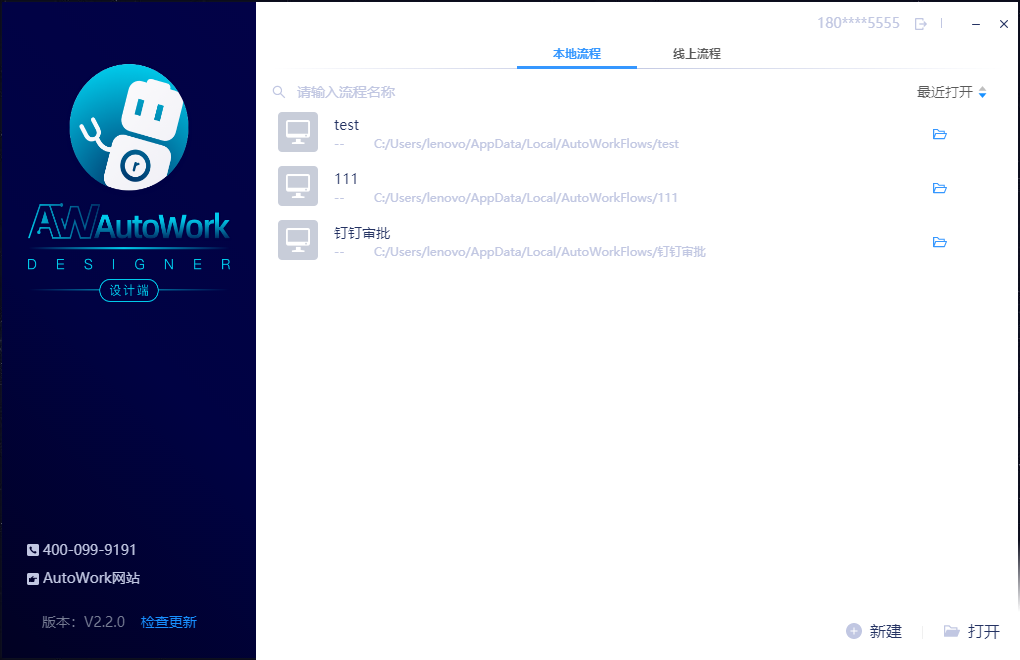 180****5555
本地流程
线上流程
请输入流程名称
最近打开
test
-- C:/Users/lenovo/AppData/Local/AutoWorkFlows/test
111
-- C:/Users/lenovo/AppData/Local/AutoWorkFlows/111
钉钉审批
-- C:/Users/lenovo/AppData/Local/AutoWorkFlows/钉钉审批
新建
打开
r
AW AutoWork
DESIGNER
设计端
400-099-9191
AutoWork网站
版本：V2.2.0 检查更新